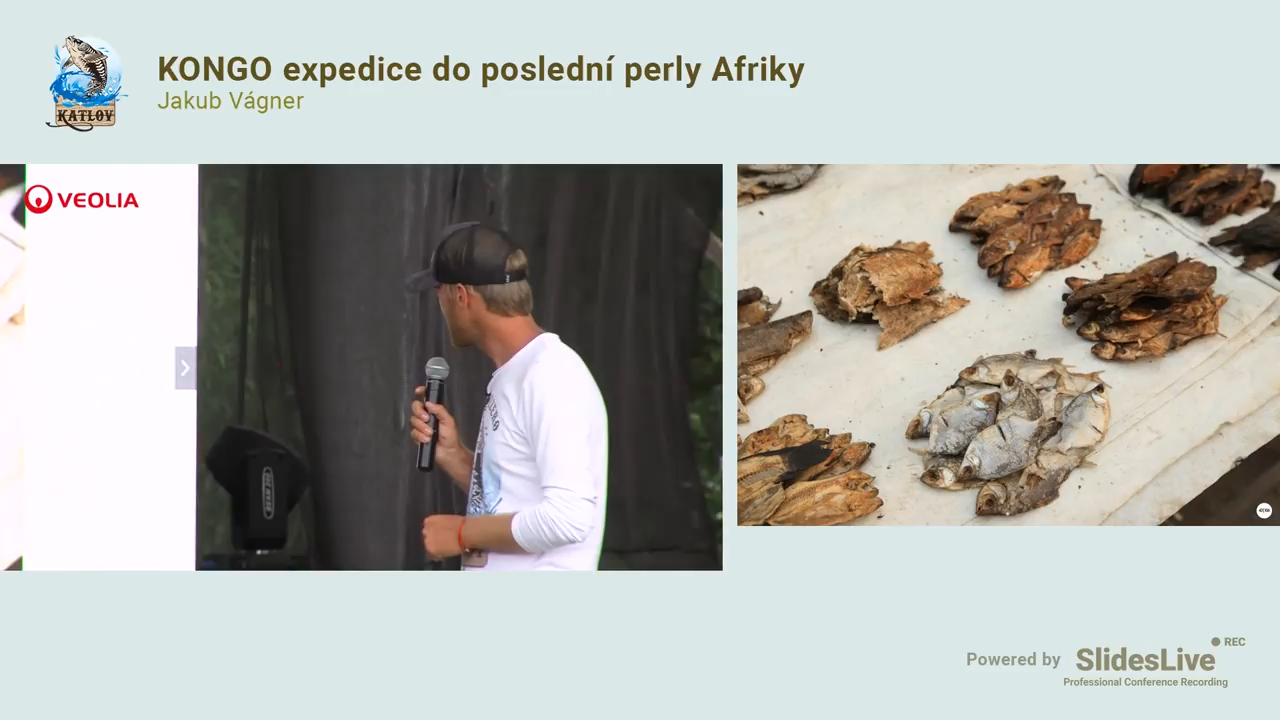 KATLOV
KONGO expedice do poslední perly Afriky
Jakub Vágner
VEOLIA
Powered by
SlidesLive
REC
Professional Conference Recording